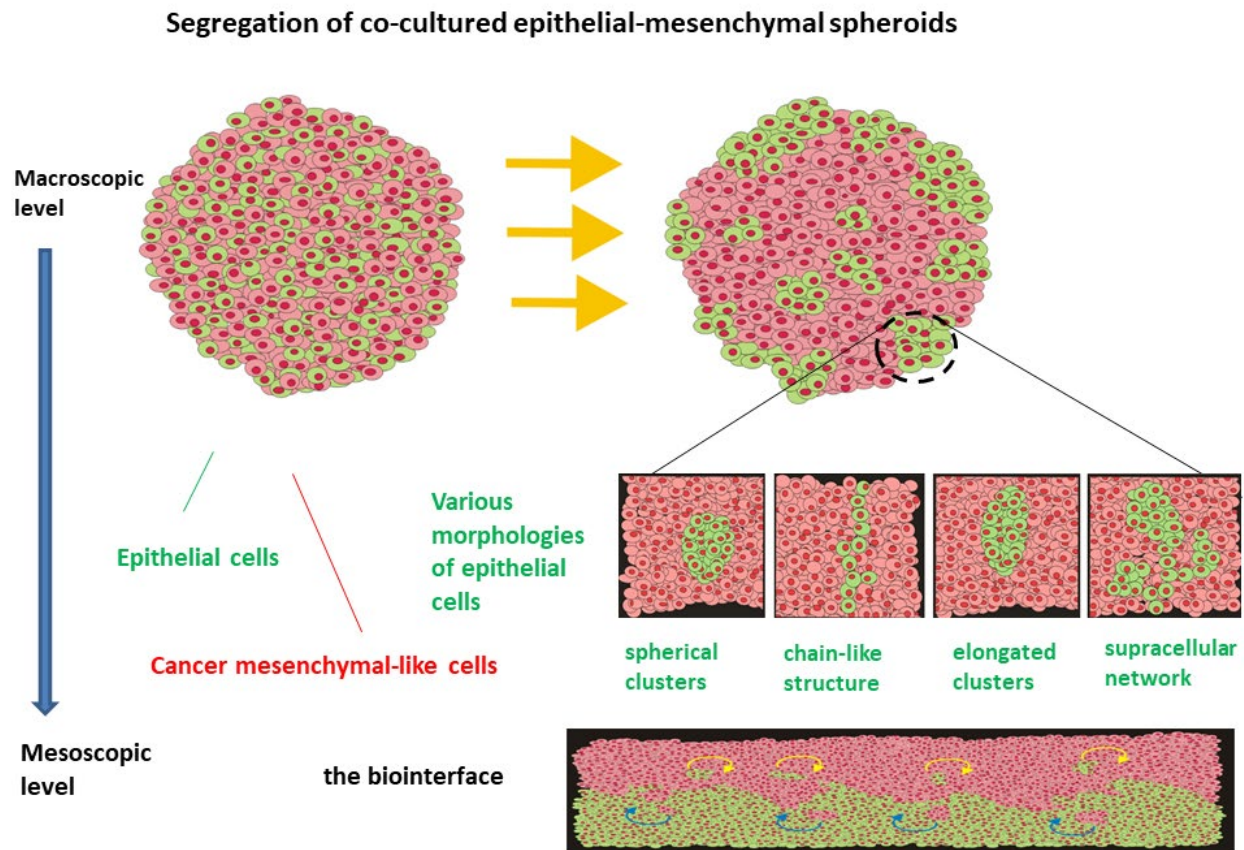 Segregation of co-cultured epithelial-mesenchymal spheroids
Macroscopic
level
Epithelial cells
Cancer mesenchymal-like cells
Various
morphologies
of epithelial
cells
spherical
clusters
chain-like
structure
elongated
clusters
supracellular
network
Mesoscopic
level
the biointerface